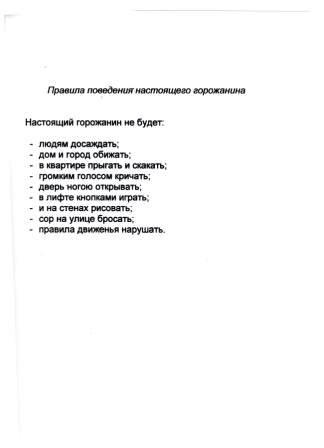 Правила поведения настоящего горожанина
Настоящий горожанин не будет:
- людям досаждать;
- дом и город обижать;
- в квартире прыгать и скакать;
- громким голосом кричать;
- дверь ногою открывать;
- в лифте кнопками играть;
- и на стенах рисовать;
- сор на улице бросать;
- правила движенья нарушать.